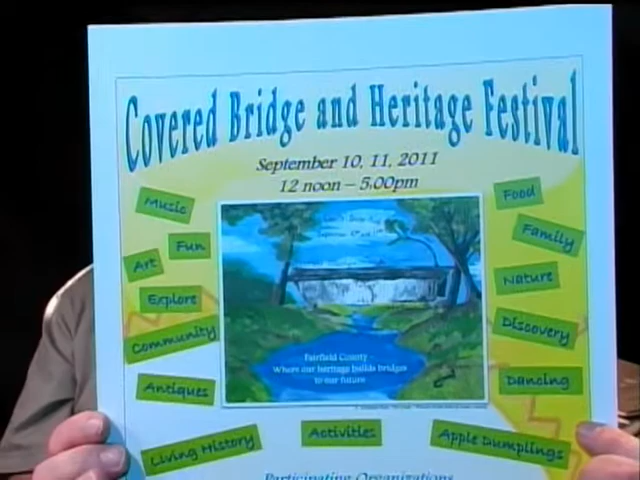 Covered Bridge and Heritage Festival
September 10, 11, 2011
12 noon – 5:00pm
Music
Fun
Art
Explore
Community
Antiques
Living History
Food
Family
Nature
Discovery
Dancing
Activities
Apple Dumplings
Fairfield County
Where our heritage builds bridges
to our future
Participating Organizations